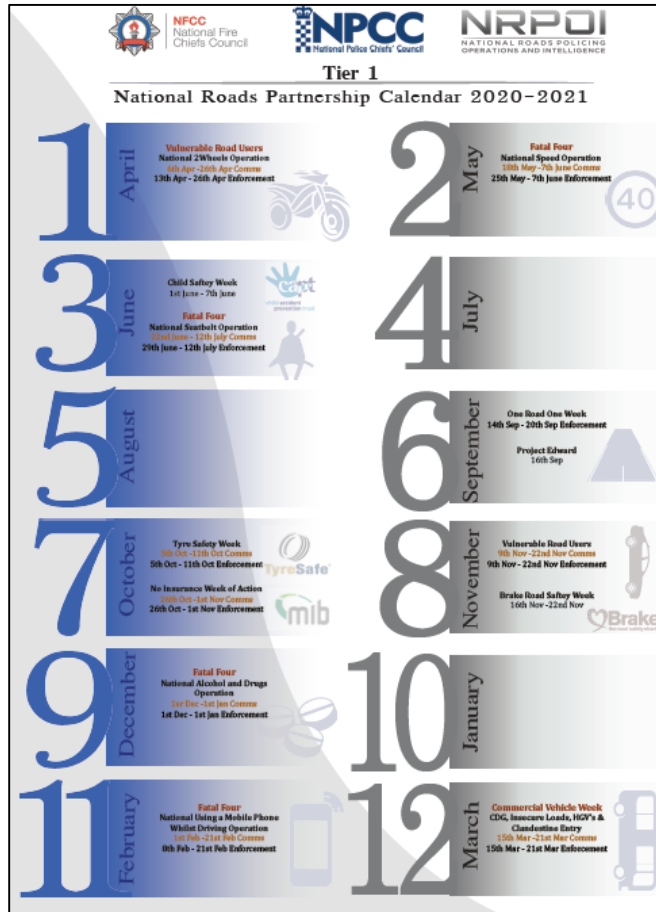 NFCC
National Fire
Chiefs Council
NPCC
National Police Chiefs' Council
NRPOI
NATIONAL ROADS POLICING
OPERATIONS AND INTELLIGENCE
Tier 1
National Roads Partnership Calendar 2020-2021
1
April
Vulnerable Road Users
National 2Wheels Operation
6th Apr -26th Apr Comms
13th Apr - 26th Apr Enforcement
2
May
Fatal Four
National Speed Operation
18th May -7th June Comms
25th May - 7th June Enforcement
40
3
June
Child Saftey Week
1st June - 7th June
capt
child accident
prevention trust
Fatal Four
National Seatbelt Operation
22nd June - 12th July Comms
29th June - 12th July Enforcement
4
July
5
August
6
September
One Road One Week
14th Sep - 20th Sep Enforcement
Project Edward
16th Sep
7
October
Tyre Safety Week
5th Oct -11th Oct Comms
5th Oct - 11th Oct Enforcement
TyreSafe
No Insurance Week of Action
26th Oct -1st Nov Comms
26th Oct - 1st Nov Enforcement
mib
8
November
Vulnerable Road Users
9th Nov -22nd Nov Comms
9th Nov - 22nd Nov Enforcement
Brake Road Saftey Week
16th Nov -22nd Nov
Brake
the road safety charity
9
December
Fatal Four
National Alcohol and Drugs
Operation
1sr Dec -1st Jan Comms
1st Dec - 1st Jan Enforcement
10
January
11
February
Fatal Four
National Using a Mobile Phone
Whilst Driving Operation
1st Feb -21st Feb Comms
8th Feb - 21st Feb Enforcement
12
March
Commercial Vehicle Week
CDG, Insecure Loads, HGV's &
Clandestine Entry
15th Mar -21st Mar Comms
15th Mar - 21st Mar Enforcement